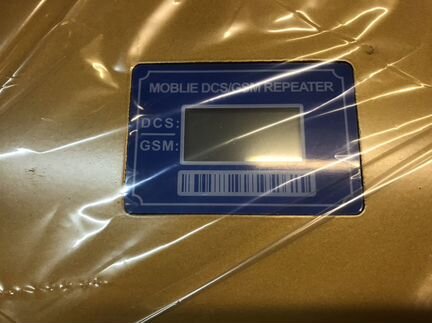 MOBLIE DCS/GSM REPEATER
DCS:
GSM: